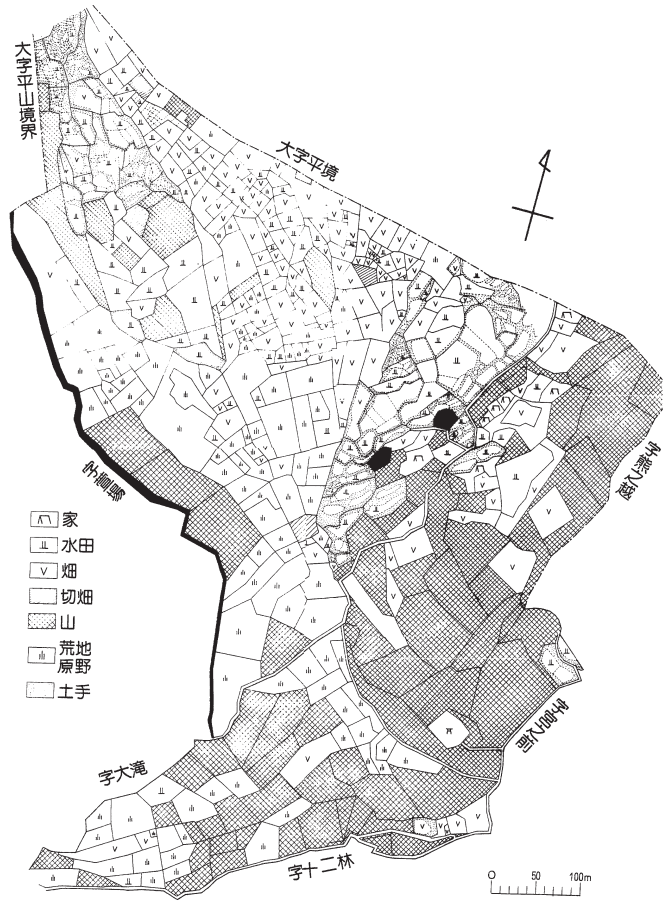 大字平山境界
大字平境
字熊久越
字宮之前
字大滝
字十二林
家
水田
畑
切畑
山
荒地
原野
土手
0 50 100m